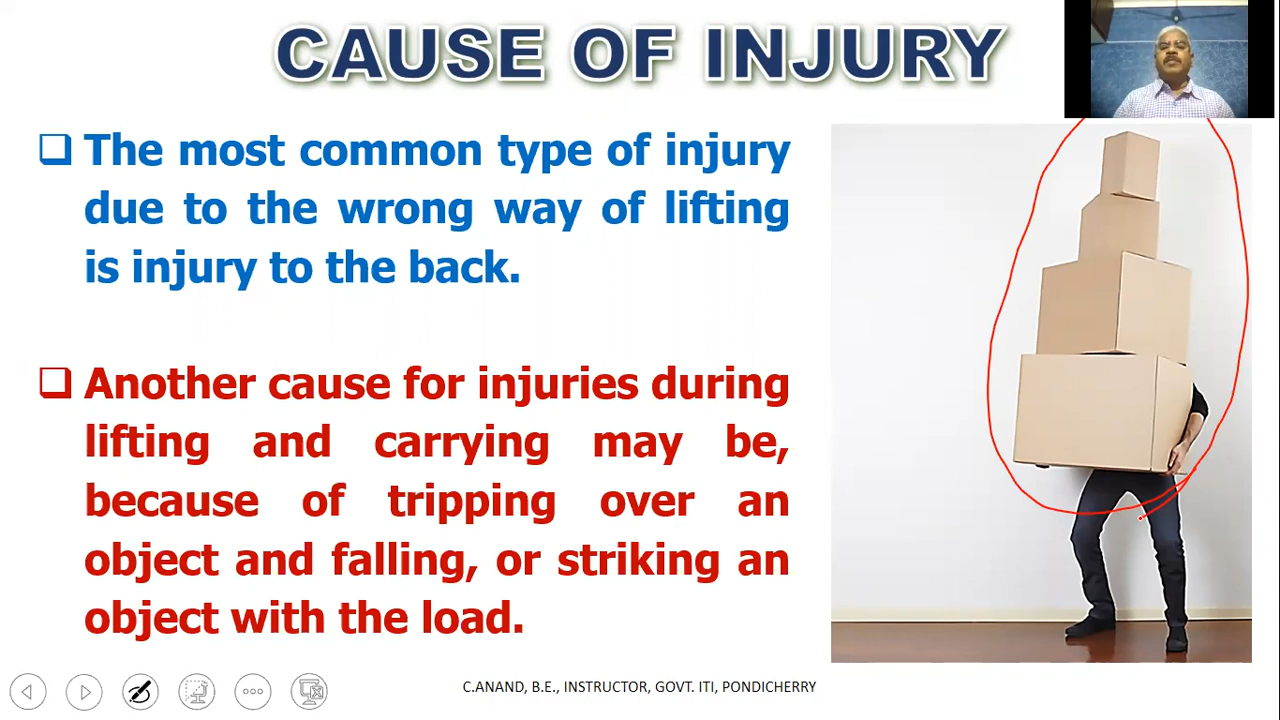 CAUSE OF INJURY
The most common type of injury
due to the wrong way of lifting
is injury to the back.
Another cause for injuries during
lifting and carrying may be,
because of tripping over an
object and falling, or striking an
object with the load.
C.ANAND, B.E., INSTRUCTOR, GOVT. ITI, PONDICHERRY